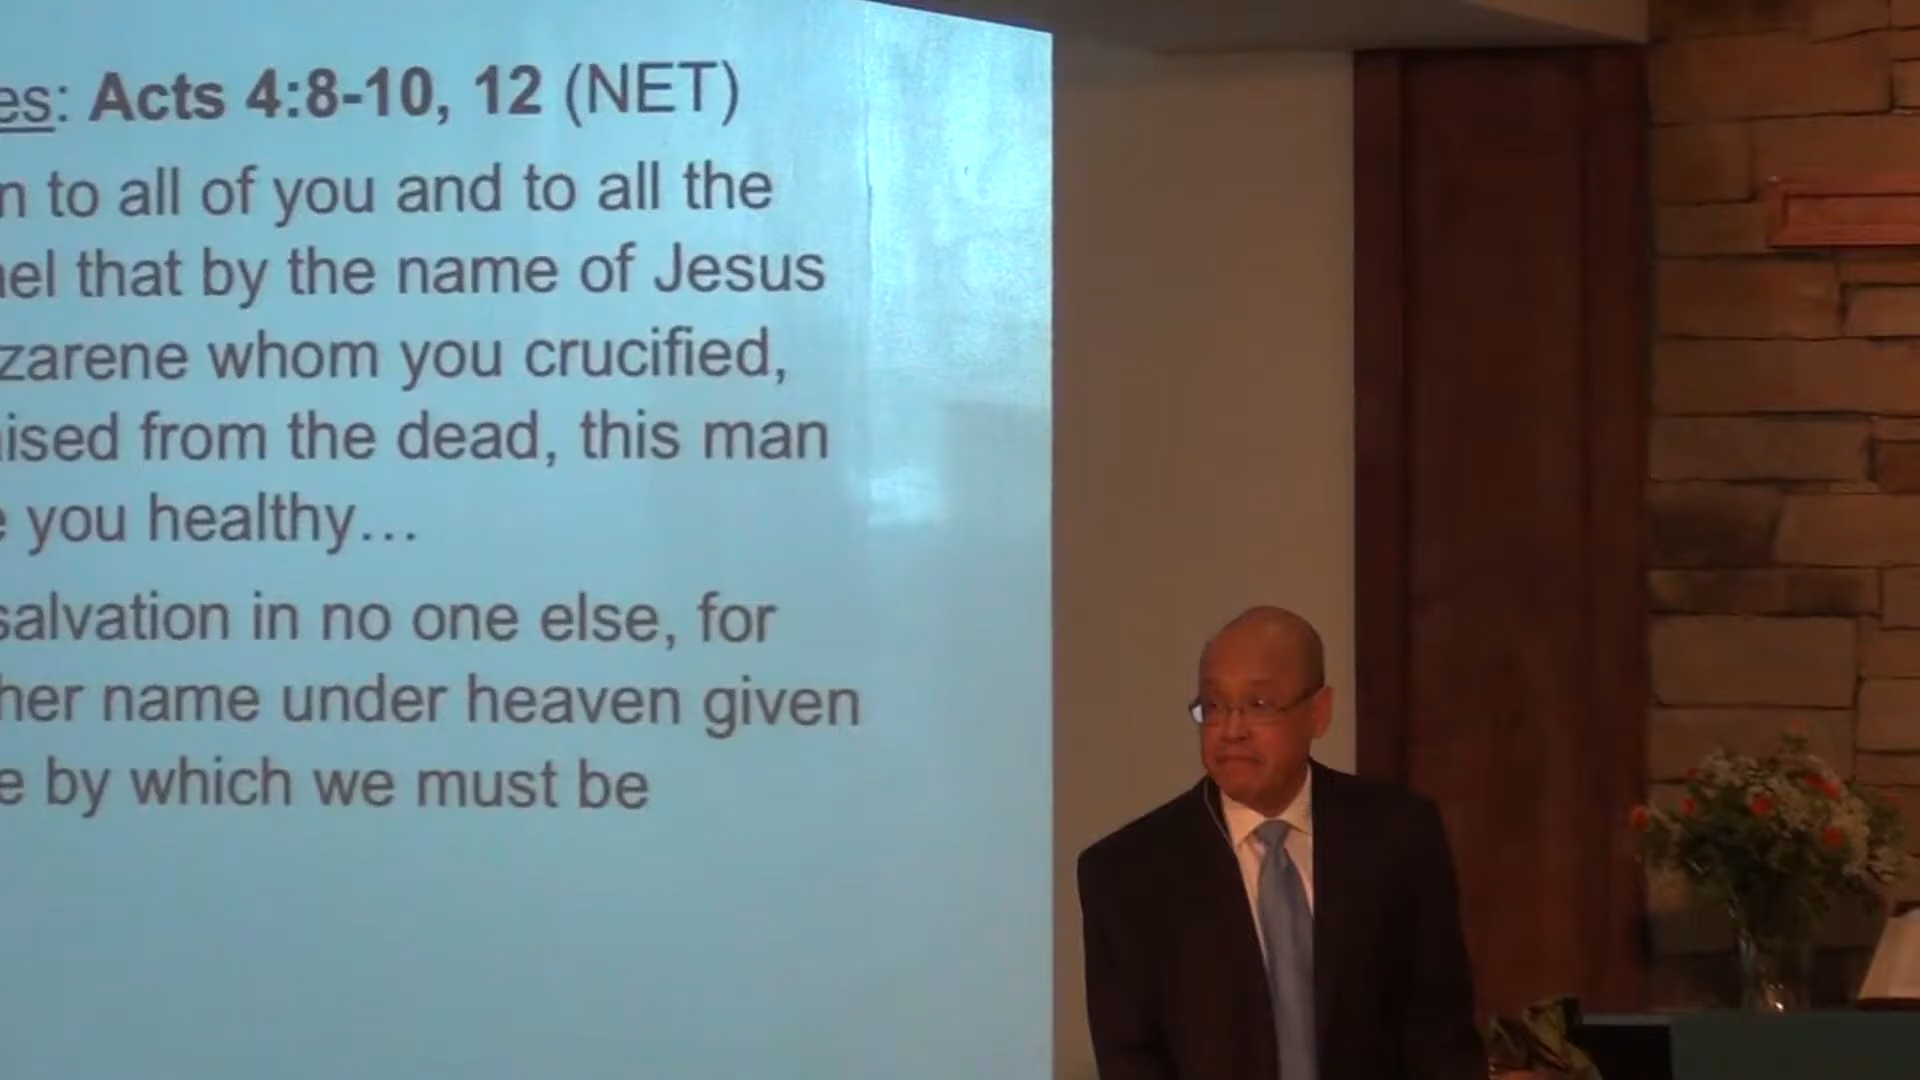 es: Acts 4:8-10, 12 (NET)
n to all of you and to all the
el that by the name of Jesus
zarene whom you crucified,
ised from the dead, this man
e you healthy…
salvation in no one else, for
her name under heaven given
e by which we must be